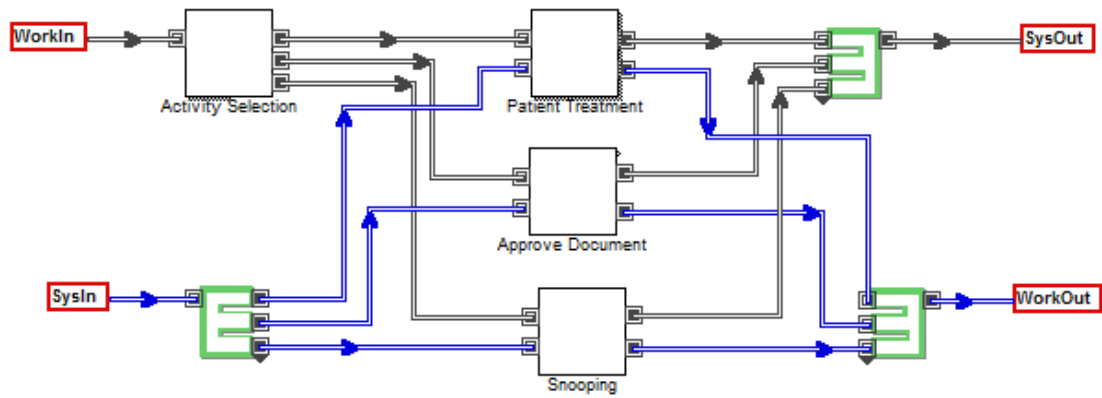 WorkIn
SysOut
Activity Selection
Patient Treatment
Approve Document
SysIn
WorkOut
Snooping